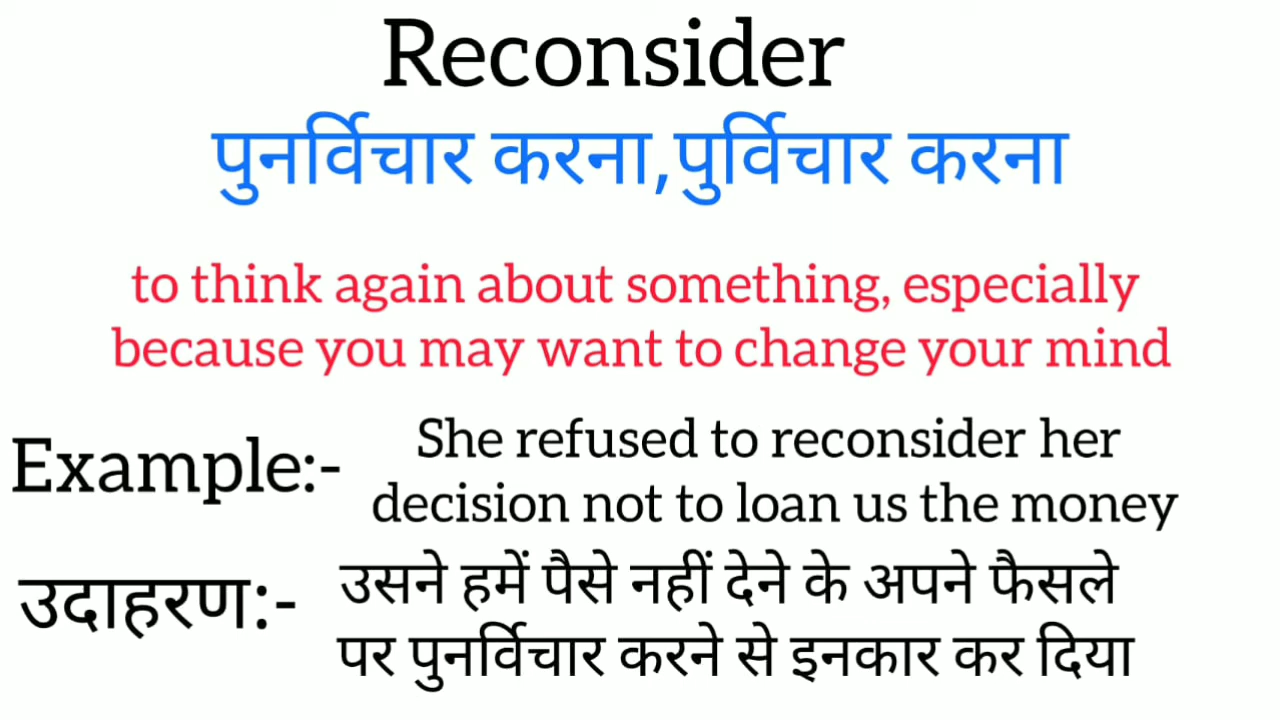 Reconsider
पुनर्विचार करना,पुर्विचार करना
to think again about something, especially
because you may want to change your mind
Example:- She refused to reconsider her
decision not to loan us the money
उदाहरण:- उसने हमें पैसे नहीं देने के अपने फैसले
पर पुनर्विचार करने से इनकार कर दिया